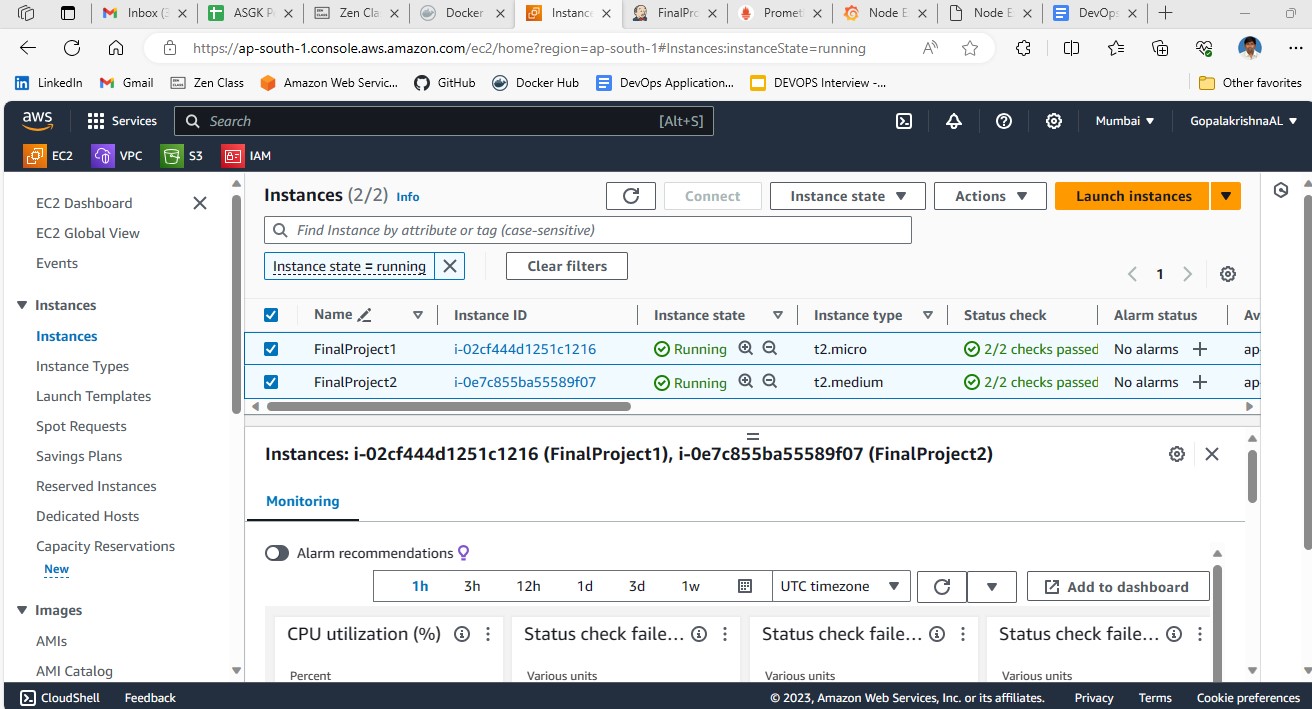 Inbox (3
ASGK P
Zen Cla
Docker
Instanc
FinalPro
Promet
Node E
Node E
DevOps
https://ap-south-1.console.aws.amazon.com/ec2/home?region=ap-south-1#Instances:instanceState=running
LinkedIn
Gmail
Zen Class
Amazon Web Servic...
GitHub
Docker Hub
DevOps Application...
DEVOPS Interview -...
Other favorites
aws
Services
Search
[Alt+S]
Mumbai
GopalakrishnaAL
EC2
VPC
S3
IAM
EC2 Dashboard
EC2 Global View
Events
Instances
Instances
Instance Types
Launch Templates
Spot Requests
Savings Plans
Reserved Instances
Dedicated Hosts
Capacity Reservations
New
Images
AMIs
AMI Catalog
Instances (2/2) Info
Connect
Instance state
Actions
Launch instances
Find Instance by attribute or tag (case-sensitive)
Instance state = running
Clear filters
1
Name Instance ID Instance state Instance type Status check Alarm status Av
FinalProject1 i-02cf444d1251c1216 Running t2.micro 2/2 checks passed No alarms + ap-
FinalProject2 i-0e7c855ba55589f07 Running t2.medium 2/2 checks passed No alarms + ap-
Instances: i-02cf444d1251c1216 (FinalProject1), i-0e7c855ba55589f07 (FinalProject2)
Monitoring
Alarm recommendations
1h 3h 12h 1d 3d 1w UTC timezone
Add to dashboard
CPU utilization (%)
Percent
Status check faile...
Various units
Status check faile...
Various units
Status check faile...
Various units
CloudShell
Feedback
© 2023, Amazon Web Services, Inc. or its affiliates.
Privacy
Terms
Cookie preferences